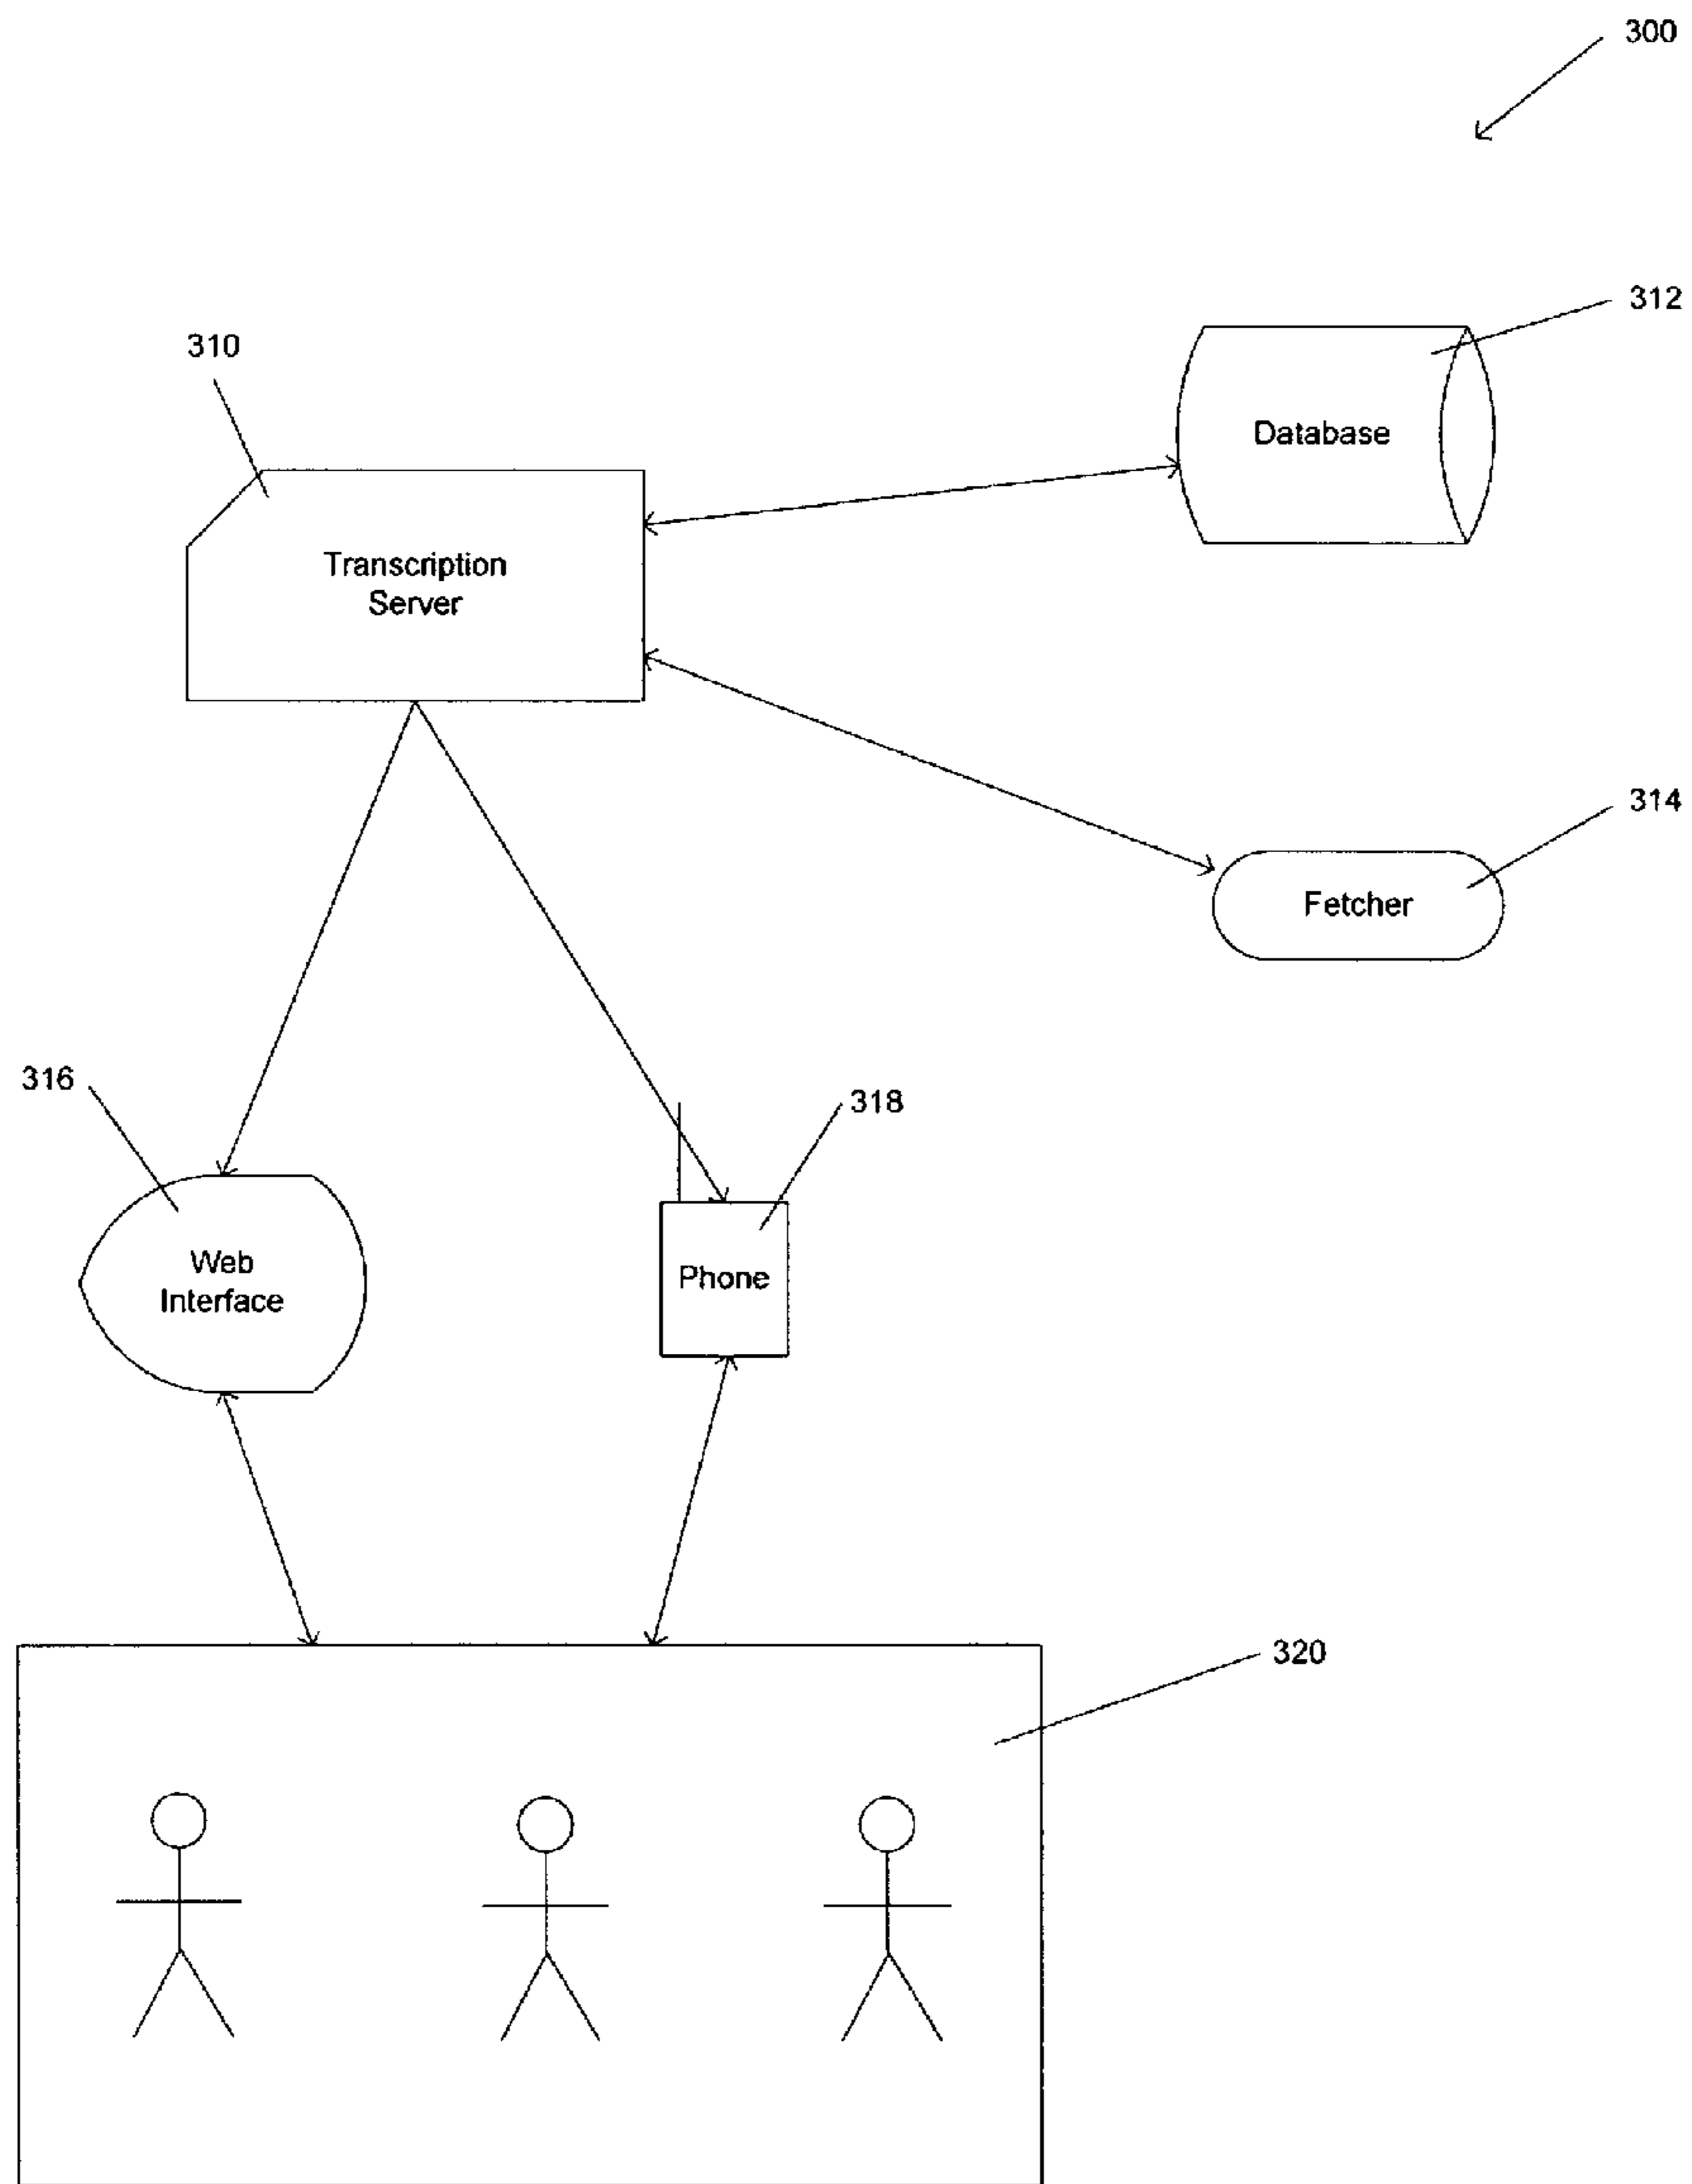 300
312
310
Database
Transcription
Server
314
Fetcher
316
318
Web
Interface
Phone
320